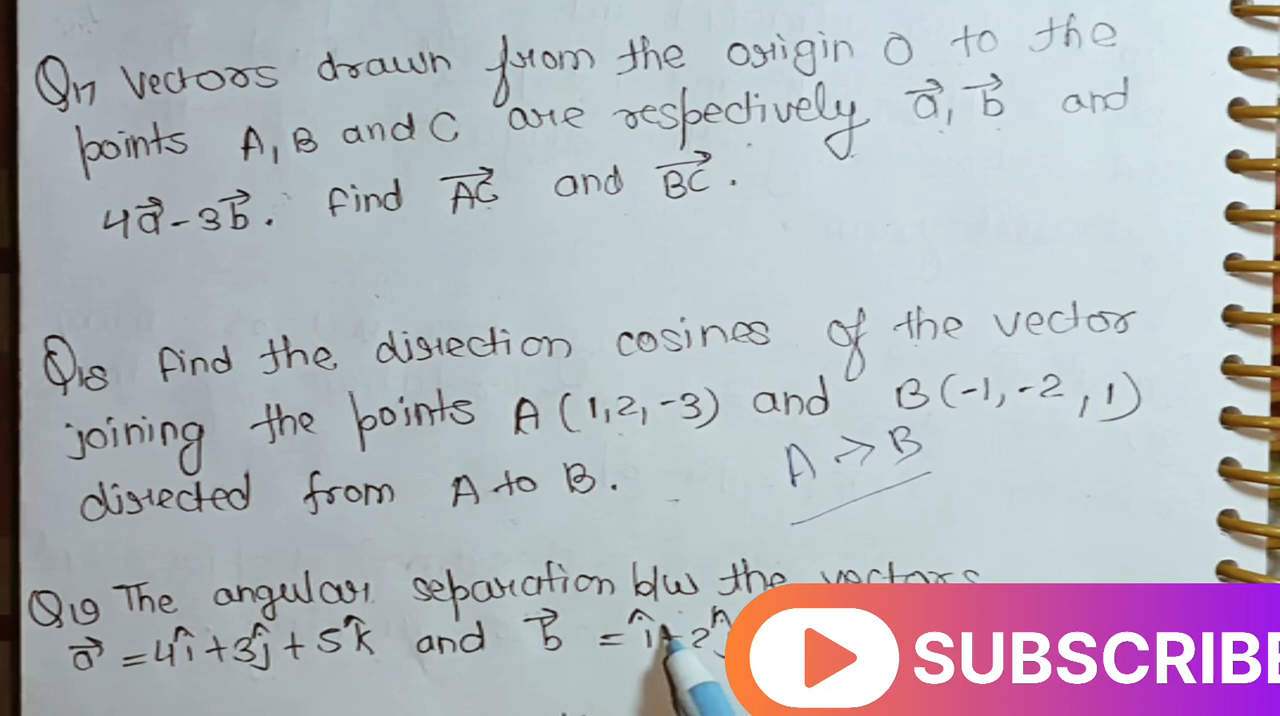 Q17 Vectors drawn from the origin O to the
points A, B and C are respectively a⃗, b⃗ and
4a⃗-3b⃗. find AC⃗ and BC⃗.
Q18 find the direction cosines of the vector
joining the points A (1,2,-3) and B(-1,-2,1)
A → B
directed from A to B.
Q19 The angular separation b/w the vectors
a⃗ = 4î + 3ĵ + 5k̂ and b⃗ = î + 2
SUBSCRIBE